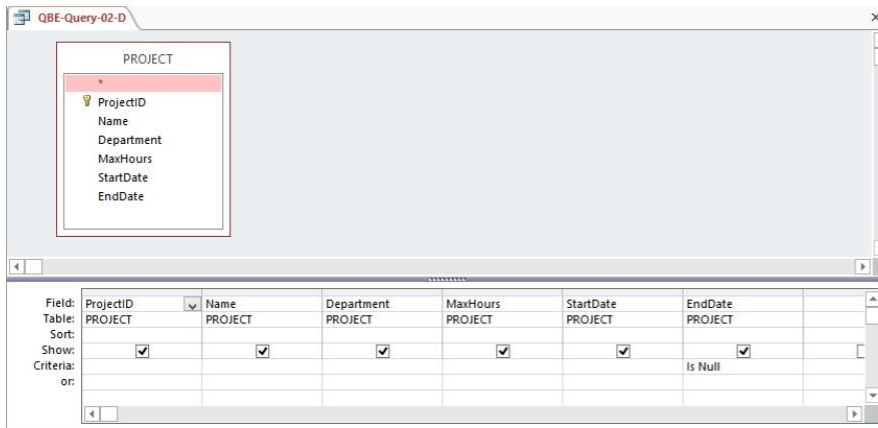 QBE-Query-02-D
PROJECT
*
ProjectID
Name
Department
MaxHours
StartDate
EndDate
Field: ProjectID Name Department MaxHours StartDate EndDate
Table: PROJECT PROJECT PROJECT PROJECT PROJECT PROJECT
Sort:
Show:
Criteria: Is Null
or: